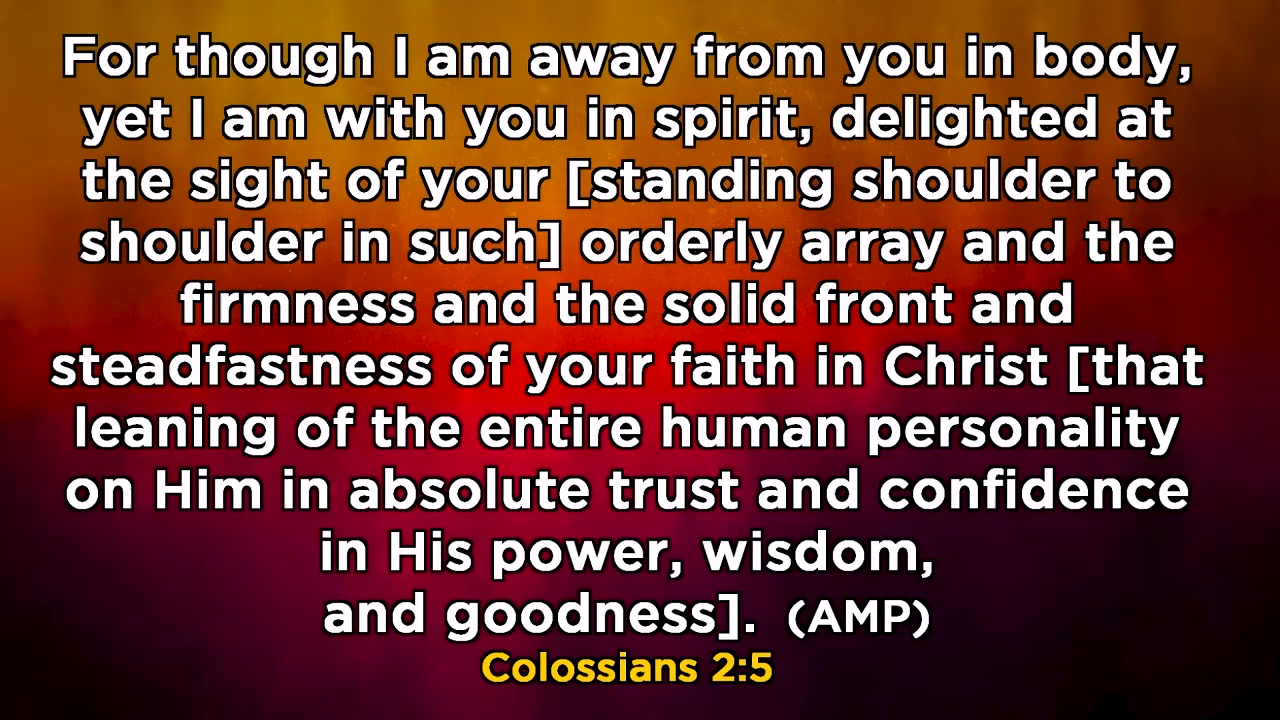 For though I am away from you in body,
yet I am with you in spirit, delighted at
the sight of your [standing shoulder to
shoulder in such] orderly array and the
firmness and the solid front and
steadfastness of your faith in Christ [that
leaning of the entire human personality
on Him in absolute trust and confidence
in His power, wisdom,
and goodness]. (AMP)
Colossians 2:5